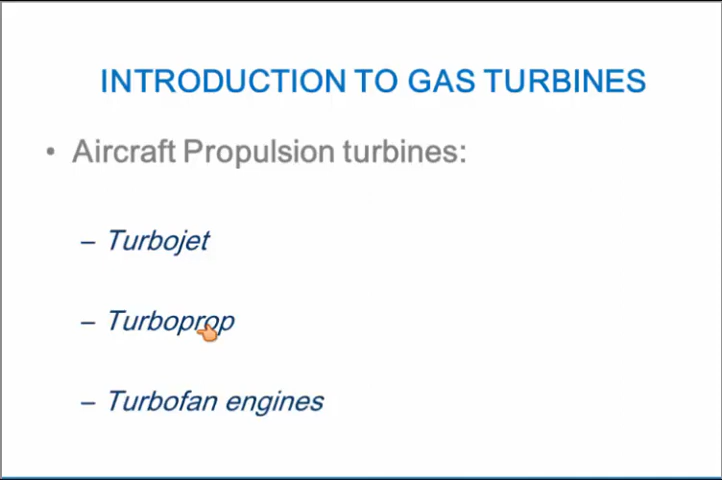 INTRODUCTION TO GAS TURBINES
• Aircraft Propulsion turbines:
– Turbojet
– Turboprop
– Turbofan engines